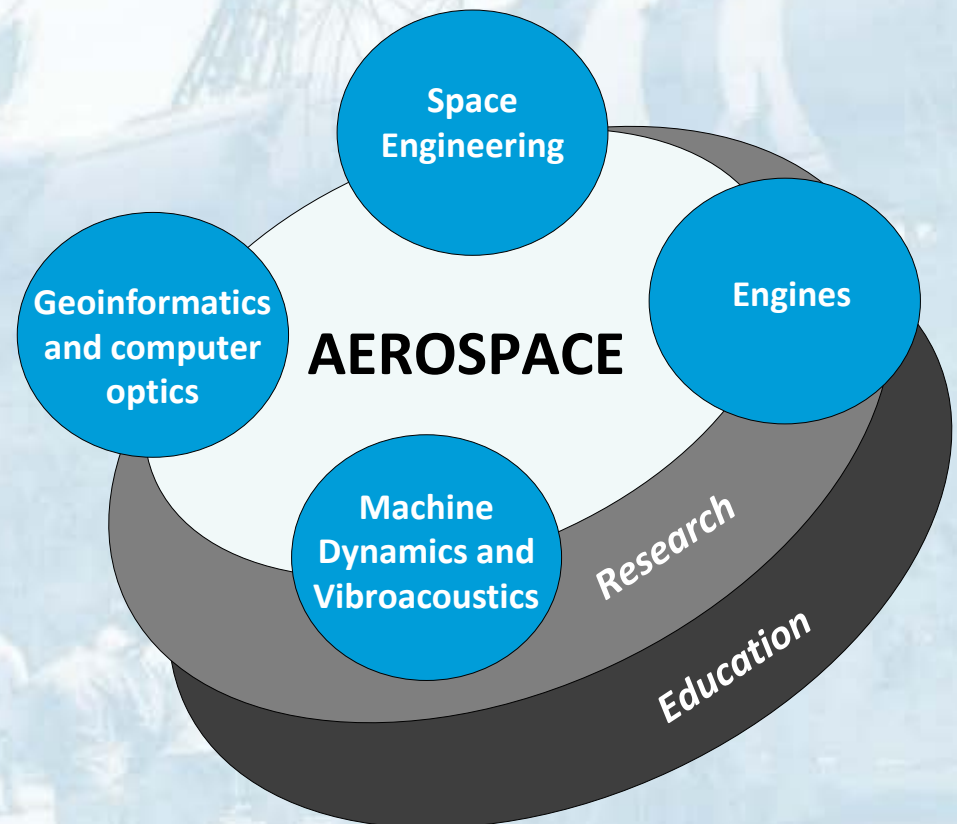 Space
Engineering
Geoinformatics
and computer
optics
AEROSPACE
Engines
Machine
Dynamics and
Vibroacoustics
Research
Education